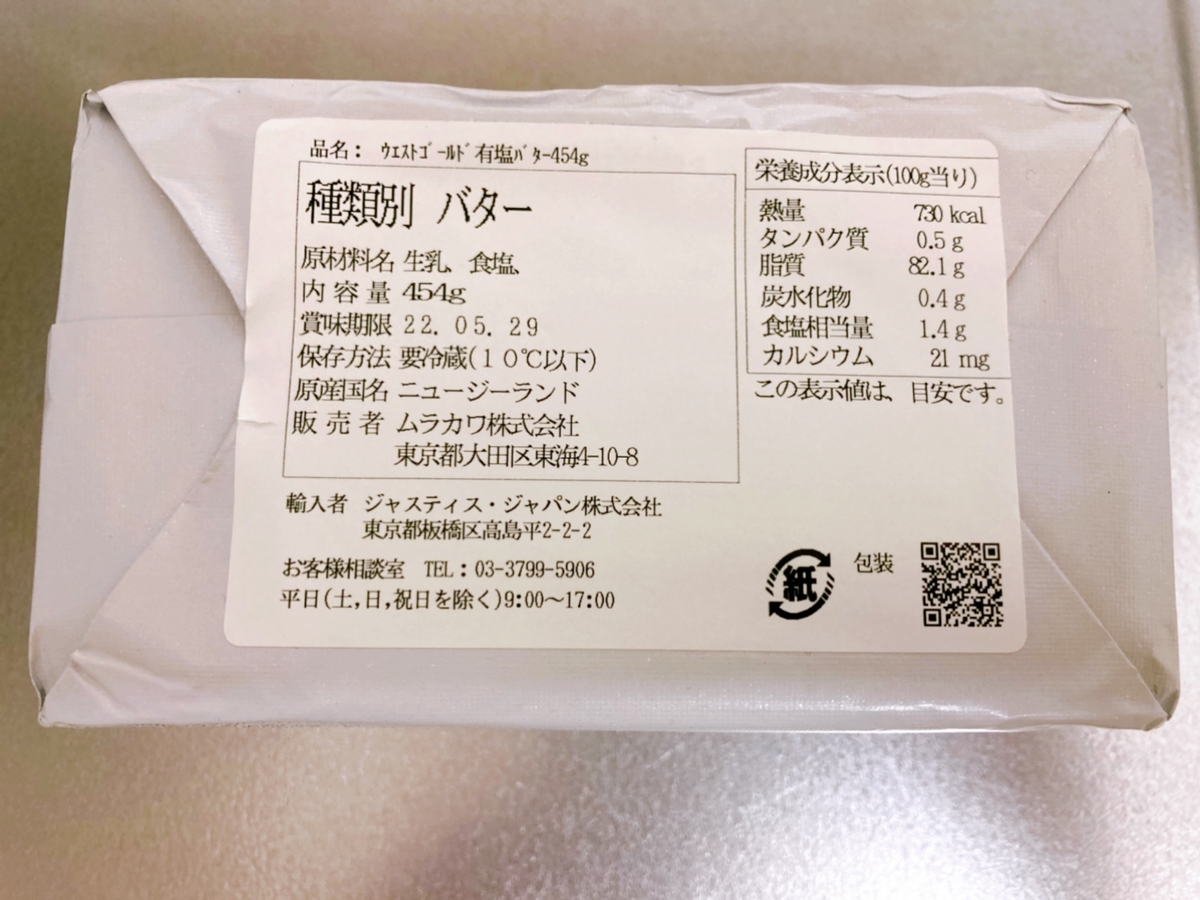 品名： ウエストゴールド有塩バター454g
種類別 バター
原材料名 生乳、食塩、
内容量 454g
賞味期限 22. 05. 29
保存方法 要冷蔵(10℃以下)
原産国名 ニュージーランド
販売者 ムラカワ株式会社
東京都大田区東海4-10-8
輸入者 ジャスティス・ジャパン株式会社
東京都板橋区高島平2-2-2
お客様相談室 TEL：03-3799-5906
平日(土,日,祝日を除く)9:00～17:00
栄養成分表示(100g当り)
熱量 730 kcal
タンパク質 0.5 g
脂質 82.1 g
炭水化物 0.4 g
食塩相当量 1.4 g
カルシウム 21 mg
この表示値は、目安です。
紙 包装